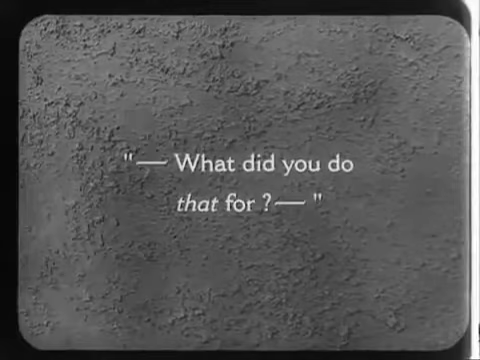 "— What did you do
that for ?— "